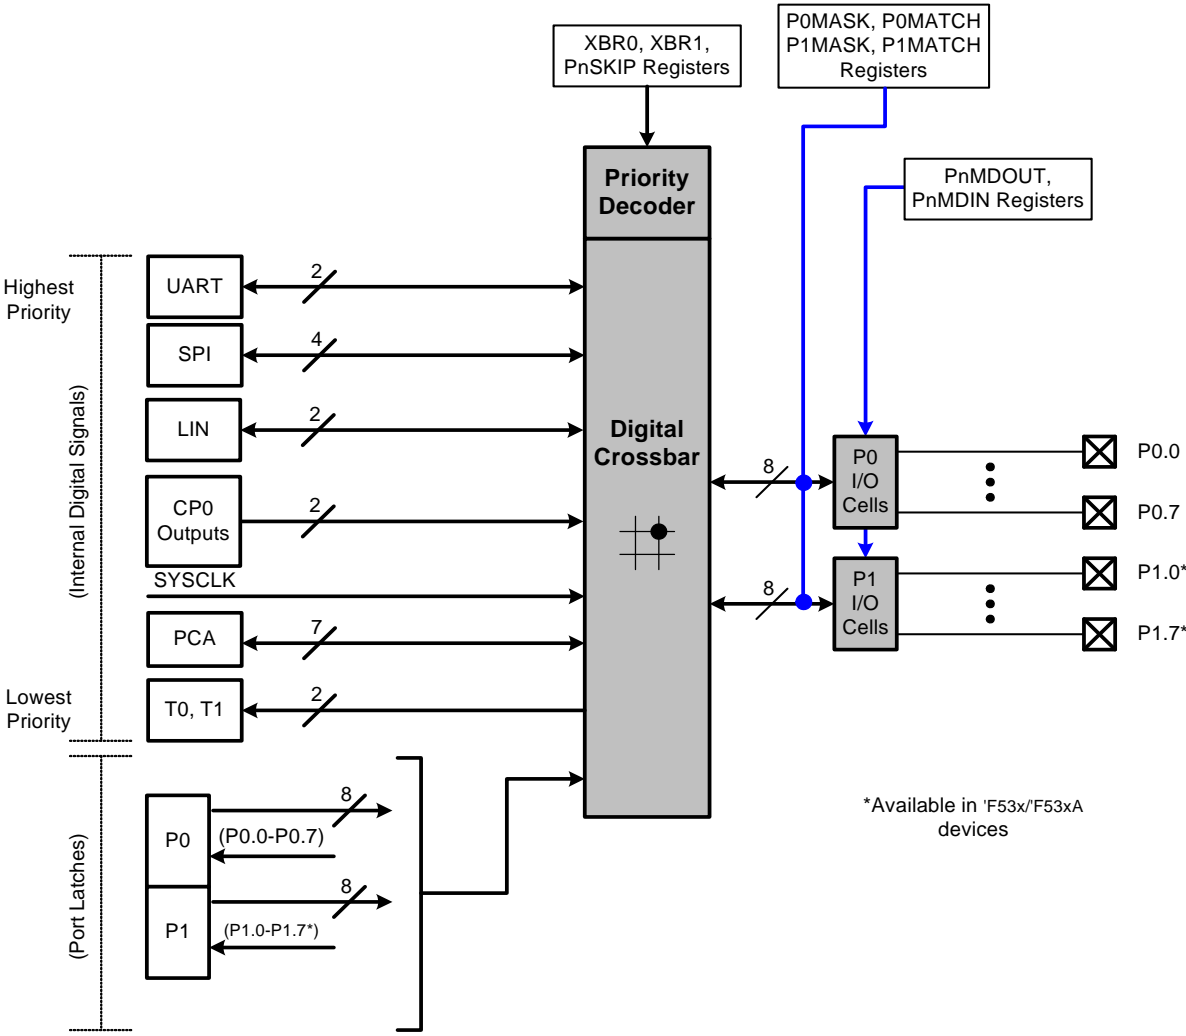 XBR0, XBR1,
PnSKIP Registers
P0MASK, P0MATCH
P1MASK, P1MATCH
Registers
Priority
Decoder
PnMDOUT,
PnMDIN Registers
Highest
Priority
UART
2
SPI
4
(Internal Digital Signals)
LIN
2
Digital
Crossbar
8
P0
I/O
Cells
P0.0
P0.7
CP0
Outputs
2
SYSCLK
8
P1
I/O
Cells
P1.0*
P1.7*
PCA
7
Lowest
Priority
T0, T1
2
(Port Latches)
P0
8
(P0.0-P0.7)
P1
8
(P1.0-P1.7*)
*Available in 'F53x/'F53xA
devices